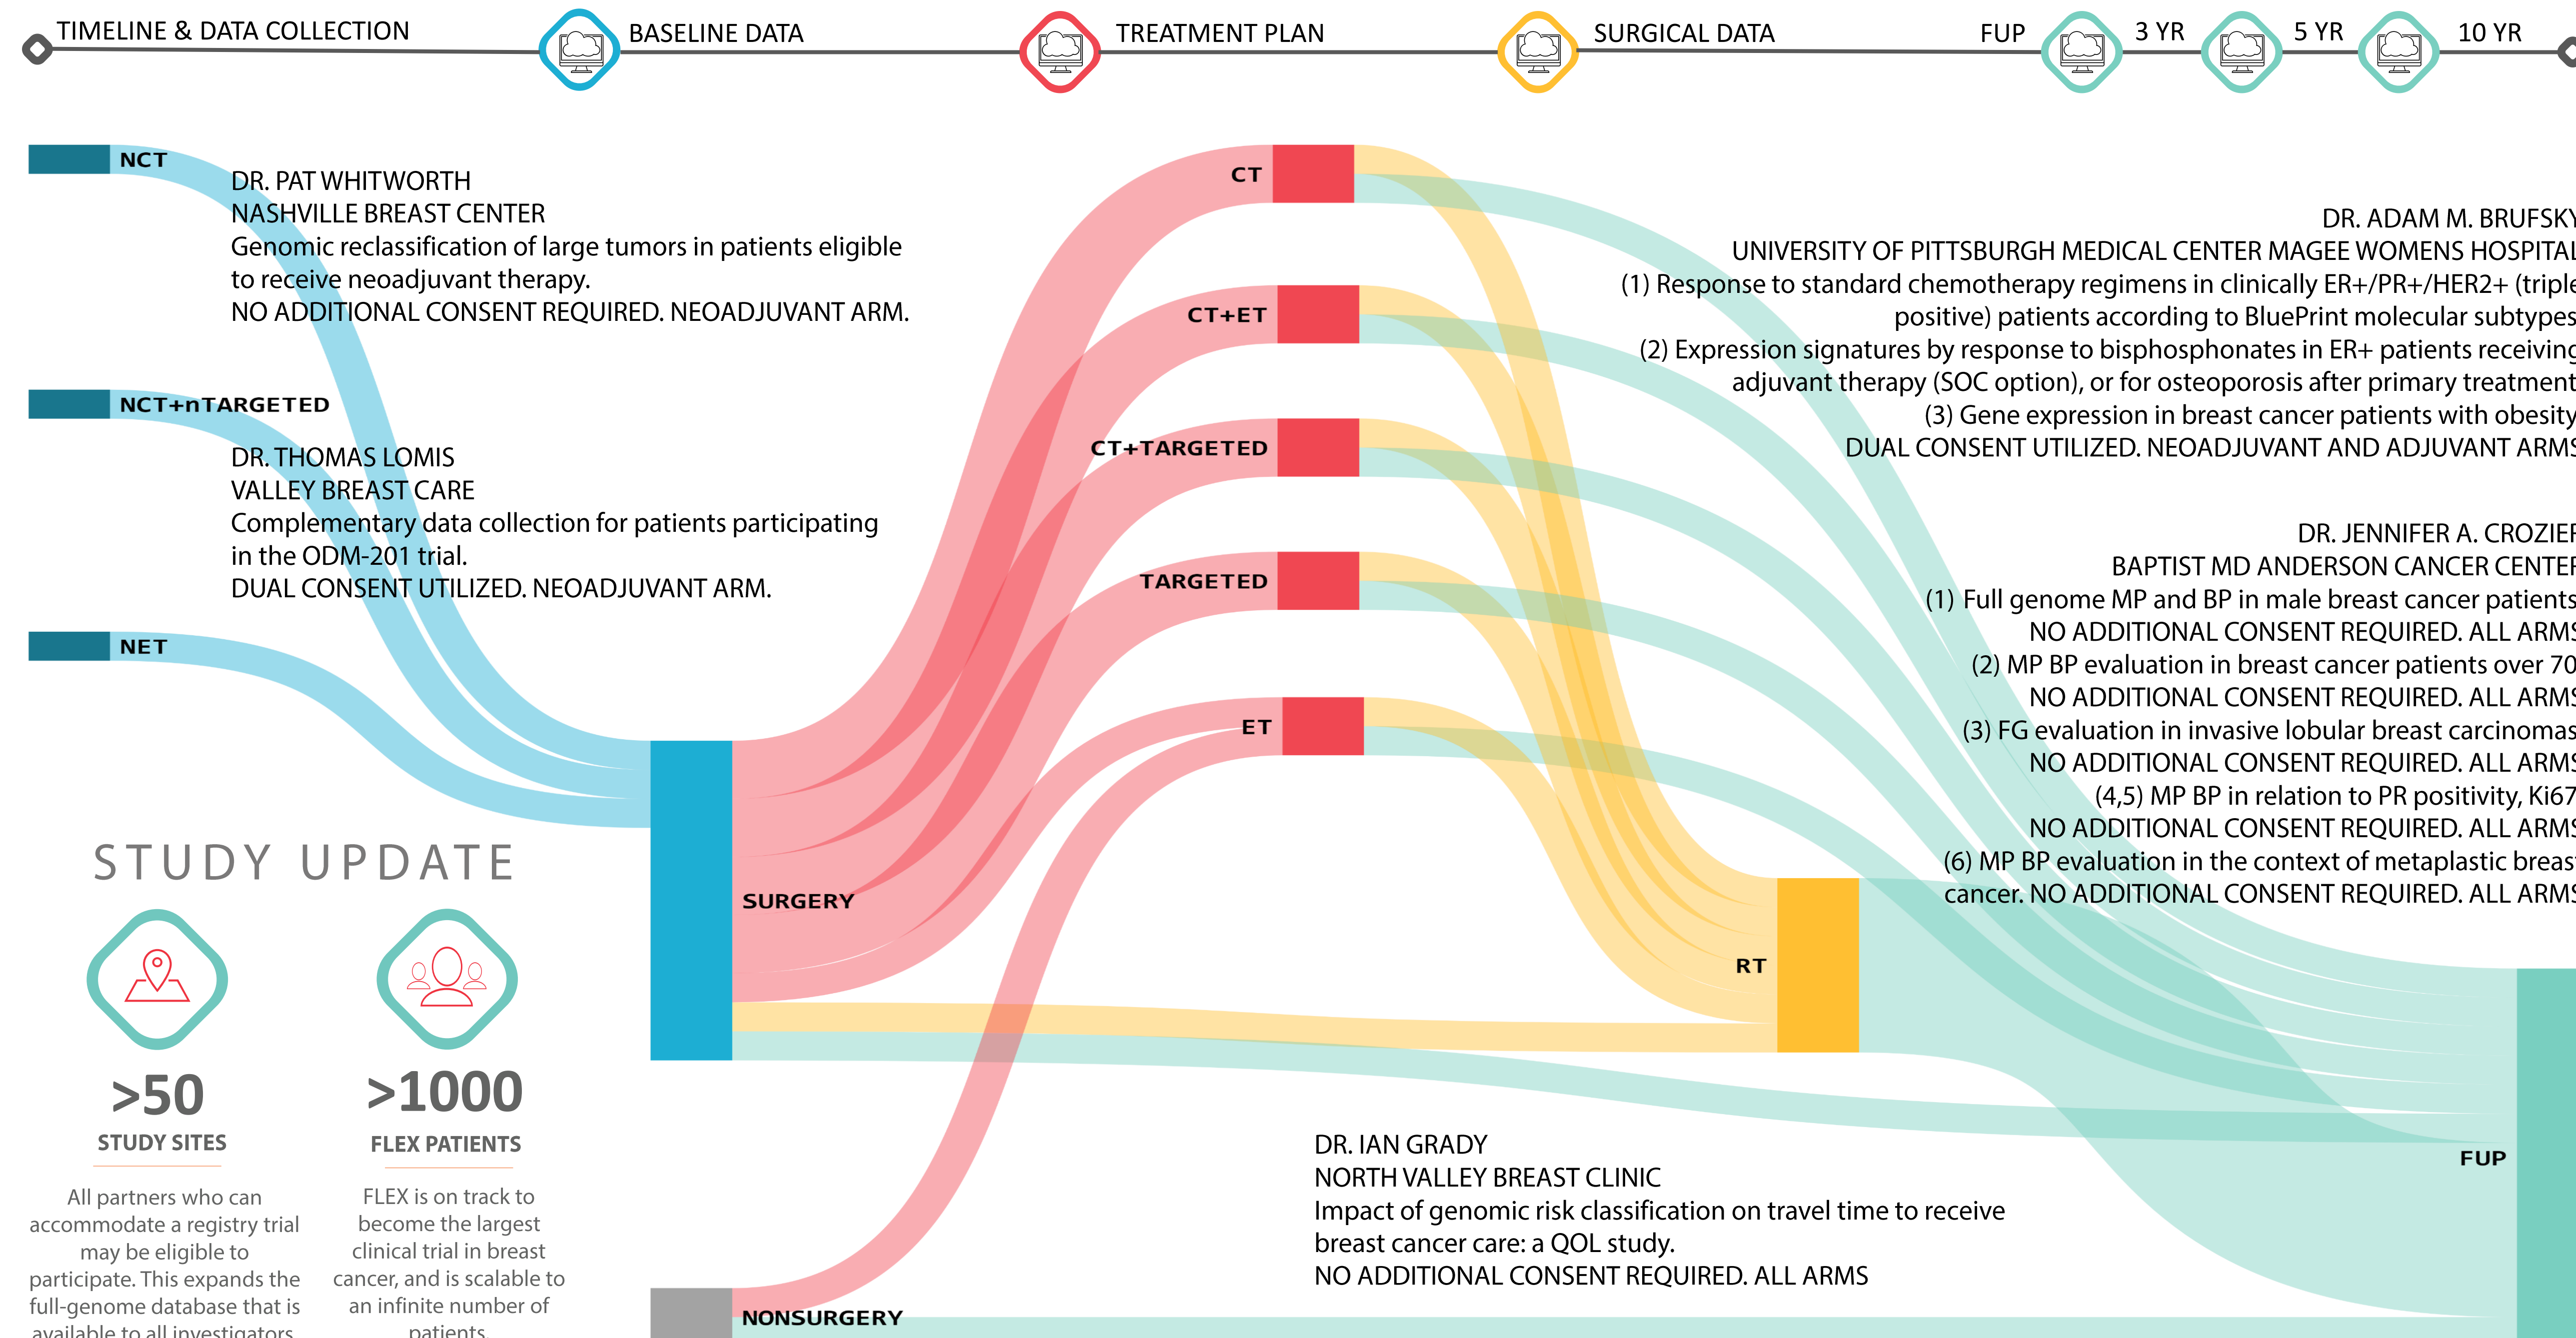 TIMELINE & DATA COLLECTION
BASELINE DATA
TREATMENT PLAN
SURGICAL DATA
FUP
3 YR
5 YR
10 YR
NCT
DR. PAT WHITWORTH
NASHVILLE BREAST CENTER
Genomic reclassification of large tumors in patients eligible
to receive neoadjuvant therapy.
NO ADDITIONAL CONSENT REQUIRED. NEOADJUVANT ARM.
NCT+nTARGETED
DR. THOMAS LOMIS
VALLEY BREAST CARE
Complementary data collection for patients participating
in the ODM-201 trial.
DUAL CONSENT UTILIZED. NEOADJUVANT ARM.
NET
CT
CT+ET
CT+TARGETED
TARGETED
ET
DR. ADAM M. BRUFSKY
UNIVERSITY OF PITTSBURGH MEDICAL CENTER MAGEE WOMENS HOSPITAL
(1) Response to standard chemotherapy regimens in clinically ER+/PR+/HER2+ (triple
positive) patients according to BluePrint molecular subtypes
(2) Expression signatures by response to bisphosphonates in ER+ patients receiving
adjuvant therapy (SOC option), or for osteoporosis after primary treatment
(3) Gene expression in breast cancer patients with obesity
DUAL CONSENT UTILIZED. NEOADJUVANT AND ADJUVANT ARMS
DR. JENNIFER A. CROZIER
BAPTIST MD ANDERSON CANCER CENTER
(1) Full genome MP and BP in male breast cancer patients
NO ADDITIONAL CONSENT REQUIRED. ALL ARMS
(2) MP BP evaluation in breast cancer patients over 70
NO ADDITIONAL CONSENT REQUIRED. ALL ARMS
(3) FG evaluation in invasive lobular breast carcinomas
NO ADDITIONAL CONSENT REQUIRED. ALL ARMS
(4,5) MP BP in relation to PR positivity, Ki67
NO ADDITIONAL CONSENT REQUIRED. ALL ARMS
(6) MP BP evaluation in the context of metaplastic breast
cancer. NO ADDITIONAL CONSENT REQUIRED. ALL ARMS
SURGERY
RT
FUP
STUDY UPDATE
>50
STUDY SITES
All partners who can
accommodate a registry trial
may be eligible to
participate. This expands the
full-genome database that is
available to all investigators
>1000
FLEX PATIENTS
FLEX is on track to
become the largest
clinical trial in breast
cancer, and is scalable to
an infinite number of
patients
DR. IAN GRADY
NORTH VALLEY BREAST CLINIC
Impact of genomic risk classification on travel time to receive
breast cancer care: a QOL study.
NO ADDITIONAL CONSENT REQUIRED. ALL ARMS
NONSURGERY